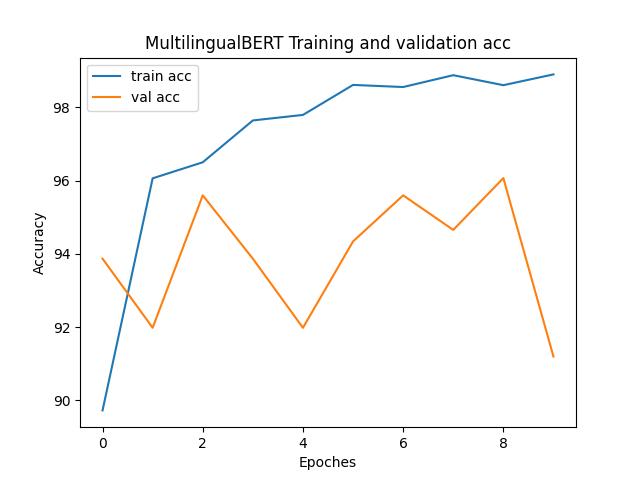 MultilingualBERT Training and validation acc
train acc
val acc
Accuracy
98
96
94
92
90
0 2 4 6 8
Epoches